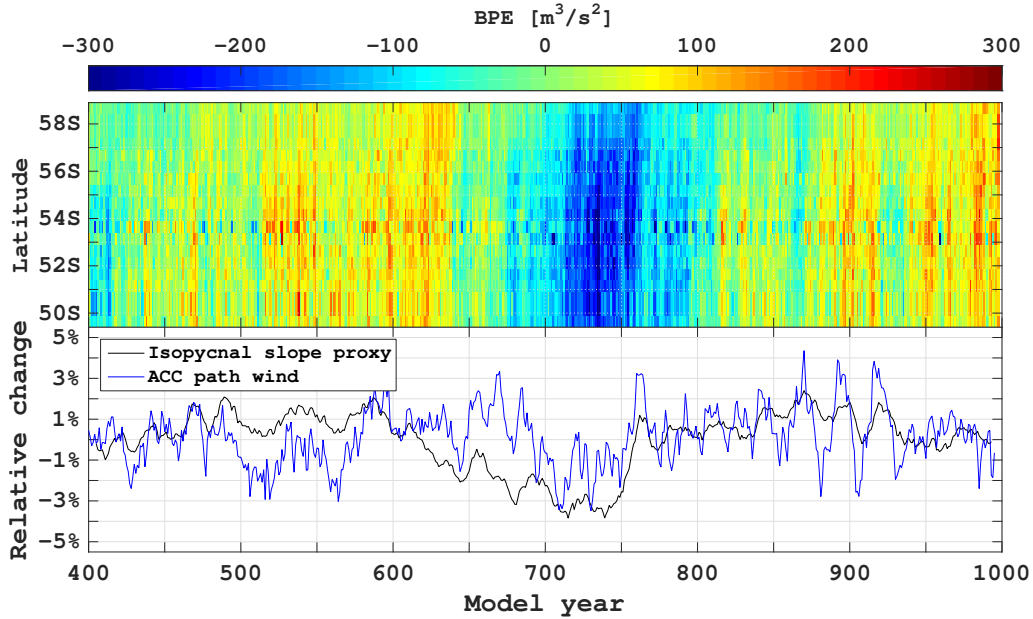 BPE [m³/s²]
−300 −200 −100 0 100 200 300
Latitude
58S
56S
54S
52S
50S
Relative change
5%
3%
1%
−1%
−3%
−5%
Isopycnal slope proxy
ACC path wind
400 500 600 700 800 900 1000
Model year